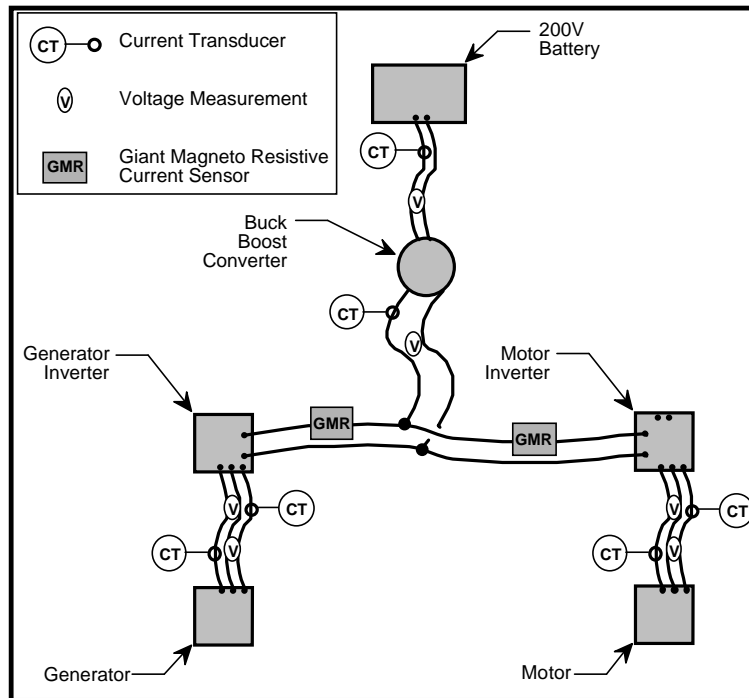 CT
Current Transducer
V
Voltage Measurement
GMR
Giant Magneto Resistive
Current Sensor
200V
Battery
CT
V
Buck
Boost
Converter
CT
V
Generator
Inverter
Motor
Inverter
GMR
GMR
V
CT
CT
V
V
CT
CT
V
Generator
Motor